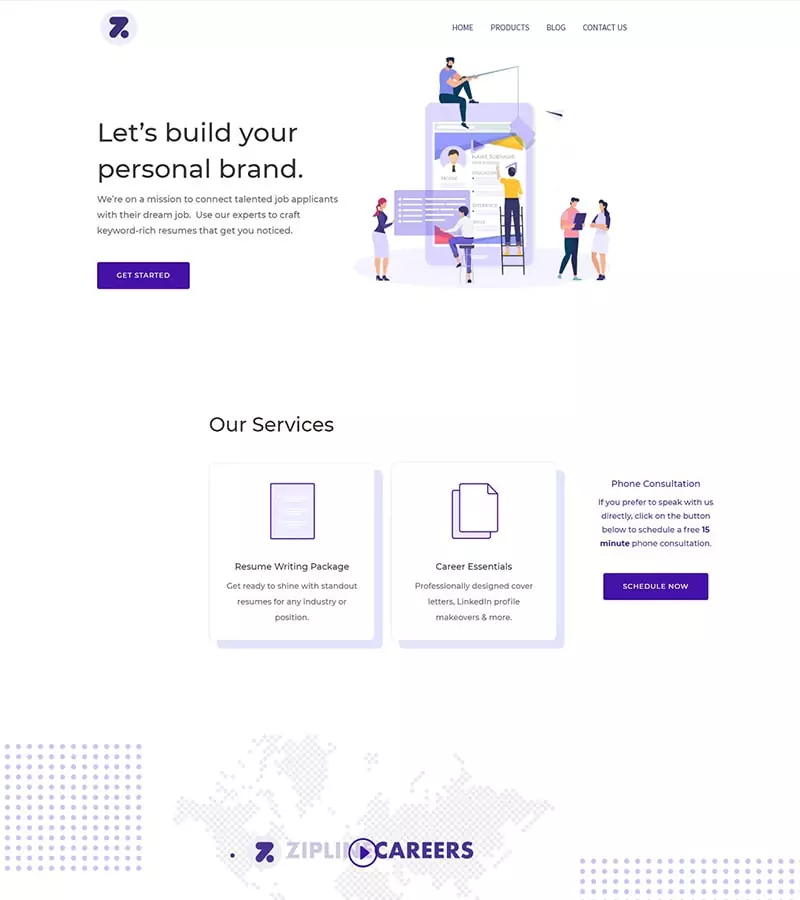 HOME PRODUCTS BLOG CONTACT US
Let's build your
personal brand.
We're on a mission to connect talented job applicants
with their dream job. Use our experts to craft
keyword-rich resumes that get you noticed.
GET STARTED
NAME SURNAME
EDUCATION
Our Services
Resume Writing Package
Get ready to shine with standout
resumes for any industry or
position.
Career Essentials
Professionally designed cover
letters, LinkedIn profile
makeovers & more.
Phone Consultation
If you prefer to speak with us
directly, click on the button
below to schedule a free 15
minute phone consultation.
SCHEDULE NOW
Z. CAREERS